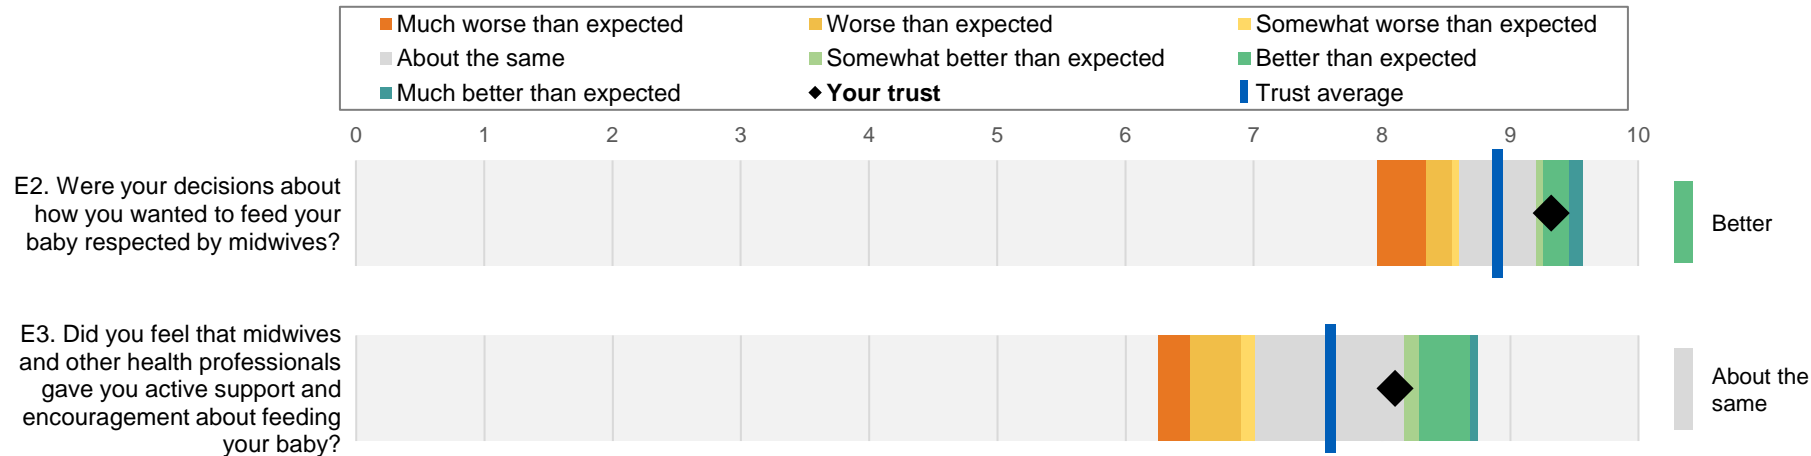 Much worse than expected
Worse than expected
Somewhat worse than expected
About the same
Somewhat better than expected
Better than expected
Much better than expected
Your trust
Trust average
0 1 2 3 4 5 6 7 8 9 10
E2. Were your decisions about
how you wanted to feed your
baby respected by midwives?
Better
E3. Did you feel that midwives
and other health professionals
gave you active support and
encouragement about feeding
your baby?
About the
same